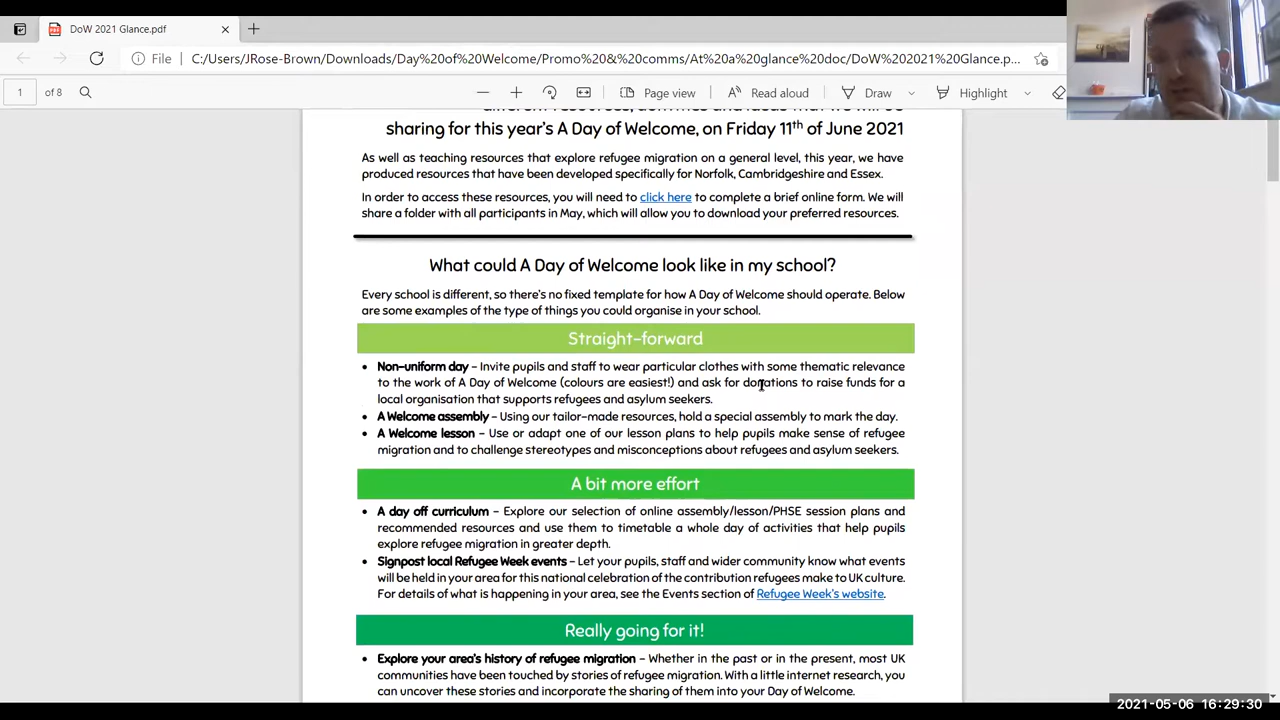 DoW 2021 Glance.pdf
File C:/Users/JRose-Brown/Downloads/Day%20of%20Welcome/Promo%20&%20comms/At%20a%20glance%20doc/DoW%202021%20Glance.p...
1 of 8 Page view Read aloud Draw Highlight
sharing for this year's A Day of Welcome, on Friday 11th of June 2021
As well as teaching resources that explore refugee migration on a general level, this year, we have
produced resources that have been developed specifically for Norfolk, Cambridgeshire and Essex.
In order to access these resources, you will need to click here to complete a brief online form. We will
share a folder with all participants in May, which will allow you to download your preferred resources.
What could A Day of Welcome look like in my school?
Every school is different, so there's no fixed template for how A Day of Welcome should operate. Below
are some examples of the type of things you could organise in your school.
Straight-forward
• Non-uniform day – Invite pupils and staff to wear particular clothes with some thematic relevance
to the work of A Day of Welcome (colours are easiest!) and ask for donations to raise funds for a
local organisation that supports refugees and asylum seekers.
• A Welcome assembly – Using our tailor-made resources, hold a special assembly to mark the day.
• A Welcome lesson – Use or adapt one of our lesson plans to help pupils make sense of refugee
migration and to challenge stereotypes and misconceptions about refugees and asylum seekers.
A bit more effort
• A day off curriculum – Explore our selection of online assembly/lesson/PHSE session plans and
recommended resources and use them to timetable a whole day of activities that help pupils
explore refugee migration in greater depth.
• Signpost local Refugee Week events – Let your pupils, staff and wider community know what events
will be held in your area for this national celebration of the contribution refugees make to UK culture.
For details of what is happening in your area, see the Events section of Refugee Week's website.
Really going for it!
• Explore your area's history of refugee migration – Whether in the past or in the present, most UK
communities have been touched by stories of refugee migration. With a little internet research, you
can uncover these stories and incorporate the sharing of them into your Day of Welcome.
2021-05-06 16:29:30